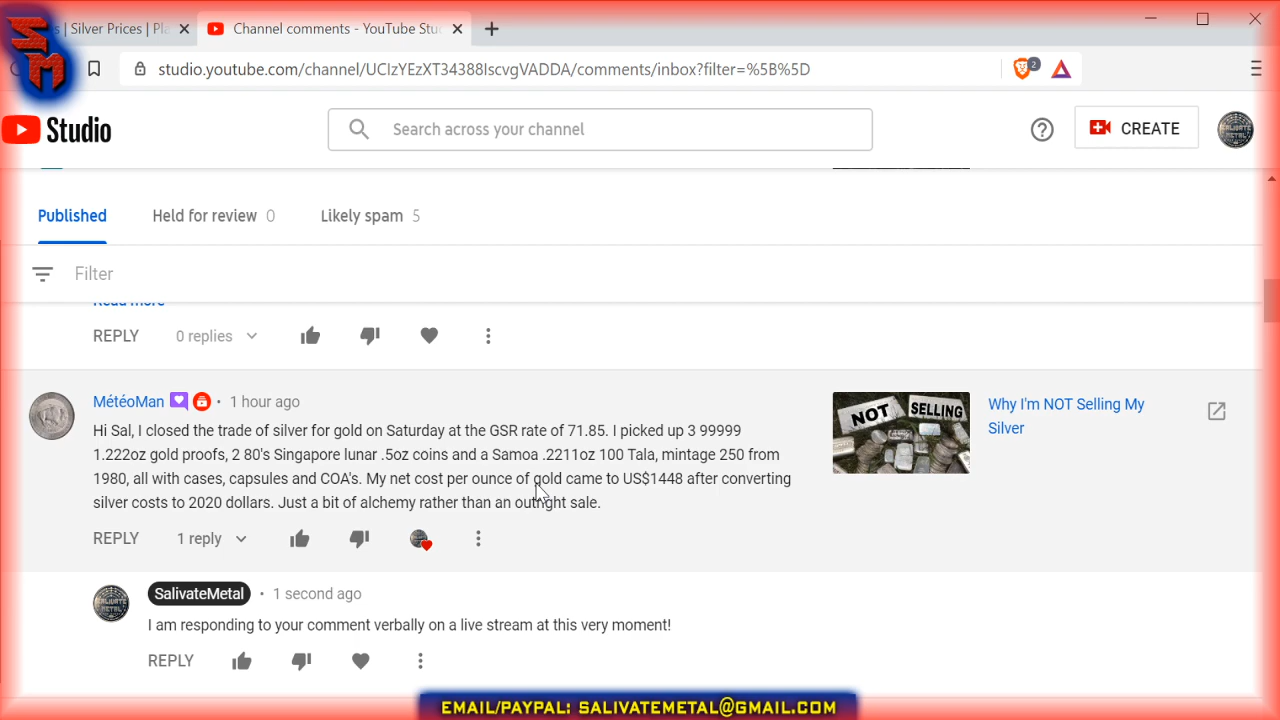 | Silver Prices | Pla
Channel comments - YouTube Stu
SM
studio.youtube.com/channel/UCIzYEzXT34388IscvgVADDA/comments/inbox?filter=%5B%5D
2
Studio
Search across your channel
CREATE
Published
Held for review 0
Likely spam 5
Filter
Read more
REPLY
0 replies
MétéoMan • 1 hour ago
Hi Sal, I closed the trade of silver for gold on Saturday at the GSR rate of 71.85. I picked up 3 99999
1.222oz gold proofs, 2 80's Singapore lunar .5oz coins and a Samoa .2211oz 100 Tala, mintage 250 from
1980, all with cases, capsules and COA's. My net cost per ounce of gold came to US$1448 after converting
silver costs to 2020 dollars. Just a bit of alchemy rather than an outright sale.
NOT SELLING
Why I'm NOT Selling My
Silver
REPLY
1 reply
SalivateMetal • 1 second ago
I am responding to your comment verbally on a live stream at this very moment!
REPLY
EMAIL/PAYPAL: SALIVATEMETAL@GMAIL.COM